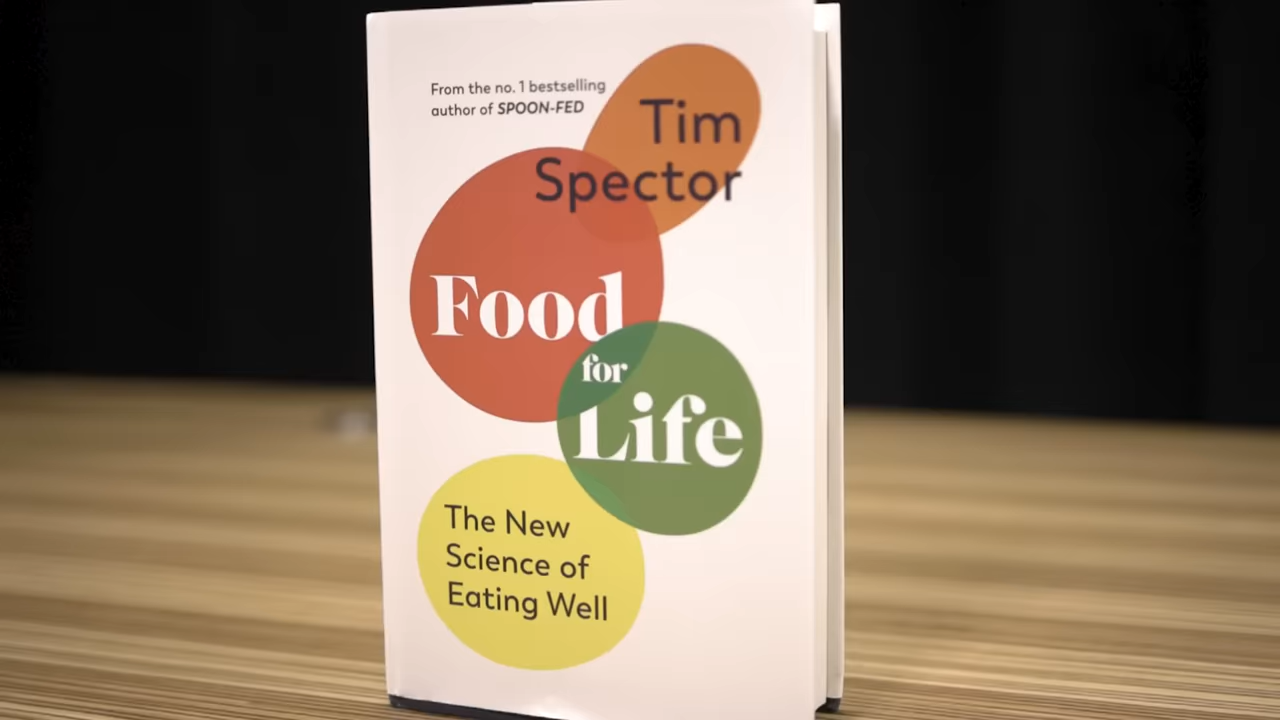 From the no. 1 bestselling
author of SPOON-FED
Tim
Spector
Food
for
Life
The New
Science of
Eating Well